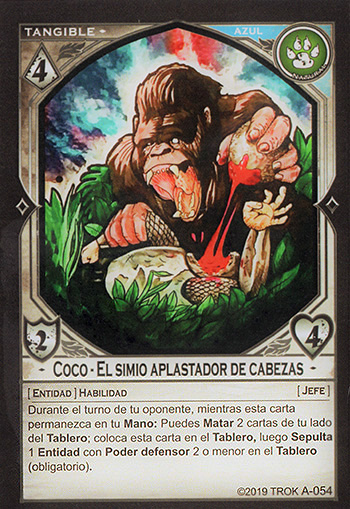 TANGIBLE
AZUL
4
NATURAL
2
4
COCO - EL SIMIO APLASTADOR DE CABEZAS
[ENTIDAD] HABILIDAD
[JEFE]
Durante el turno de tu oponente, mientras esta carta
permanezca en tu Mano: Puedes Matar 2 cartas de tu lado
del Tablero; coloca esta carta en el Tablero, luego Sepulta
1 Entidad con Poder defensor 2 o menor en el Tablero
(obligatorio).
©2019 TROK A-054